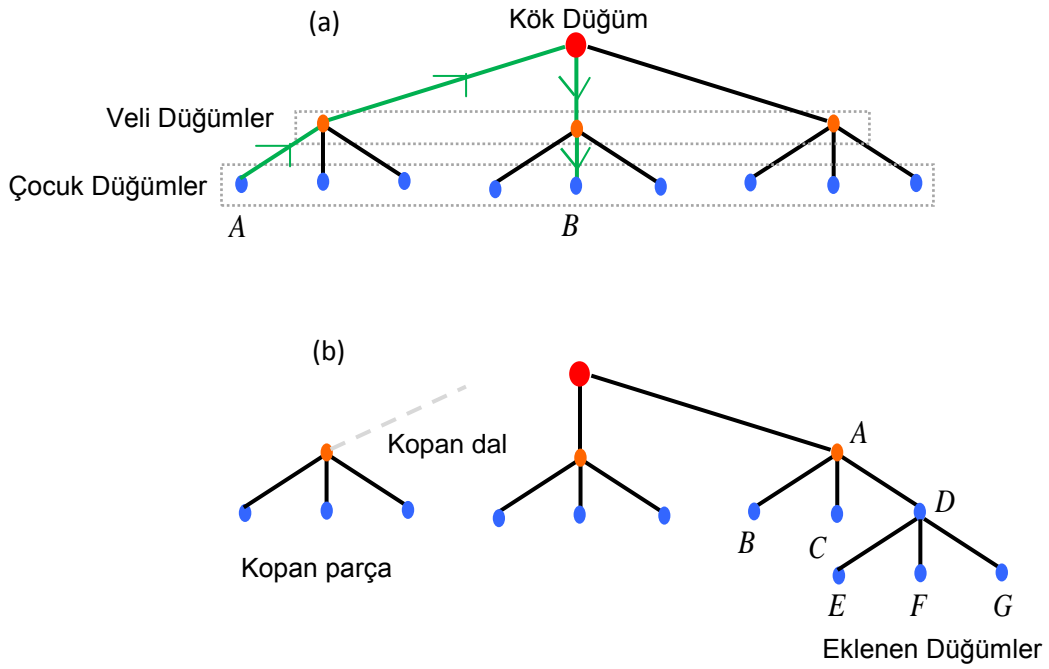 (a)
Kök Düğüm
Veli Düğümler
Çocuk Düğümler
A
B
(b)
Kopan dal
A
B
C
D
Kopan parça
E
F
G
Eklenen Düğümler